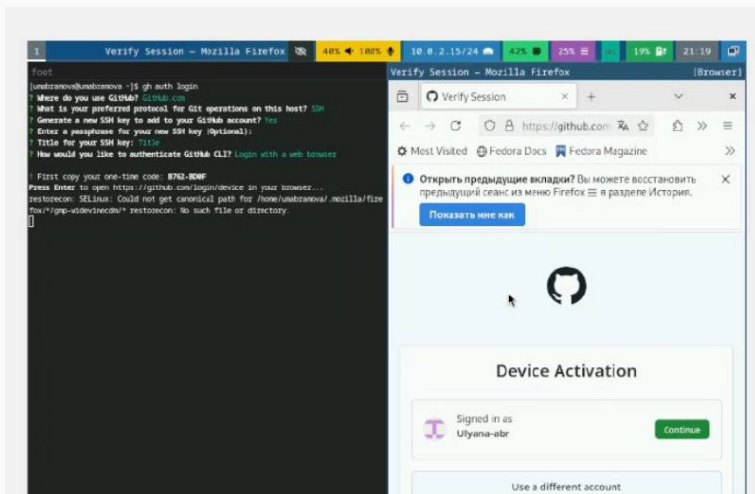 1
Verify Session — Mozilla Firefox
40% 100%
10.0.2.15/24
42%
25%
us
19%
21:19
foot
[unabramova@unabramova ~]$ gh auth login
? Where do you use GitHub? GitHub.com
? What is your preferred protocol for Git operations on this host? SSH
? Generate a new SSH key to add to your GitHub account? Yes
? Enter a passphrase for your new SSH key (Optional):
? Title for your SSH key: Title
? How would you like to authenticate GitHub CLI? Login with a web browser
! First copy your one-time code: B762-BD0F
Press Enter to open https://github.com/login/device in your browser...
restorecon: SELinux: Could not get canonical path for /home/unabramova/.mozilla/fire
fox/*/gmp-widevinecdm/* restorecon: No such file or directory.
Verify Session — Mozilla Firefox
[Browser]
Verify Session
https://github.com
Most Visited
Fedora Docs
Fedora Magazine
Открыть предыдущие вкладки? Вы можете восстановить
предыдущий сеанс из меню Firefox ☰ в разделе История.
Показать мне как
Device Activation
Signed in as
Ulyana-abr
Continue
Use a different account